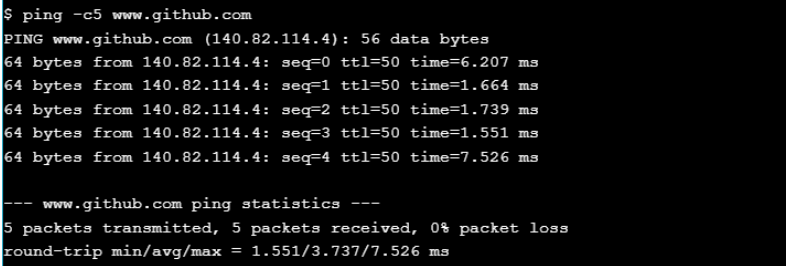 $ ping -c5 www.github.com
PING www.github.com (140.82.114.4): 56 data bytes
64 bytes from 140.82.114.4: seq=0 ttl=50 time=6.207 ms
64 bytes from 140.82.114.4: seq=1 ttl=50 time=1.664 ms
64 bytes from 140.82.114.4: seq=2 ttl=50 time=1.739 ms
64 bytes from 140.82.114.4: seq=3 ttl=50 time=1.551 ms
64 bytes from 140.82.114.4: seq=4 ttl=50 time=7.526 ms
--- www.github.com ping statistics ---
5 packets transmitted, 5 packets received, 0% packet loss
round-trip min/avg/max = 1.551/3.737/7.526 ms